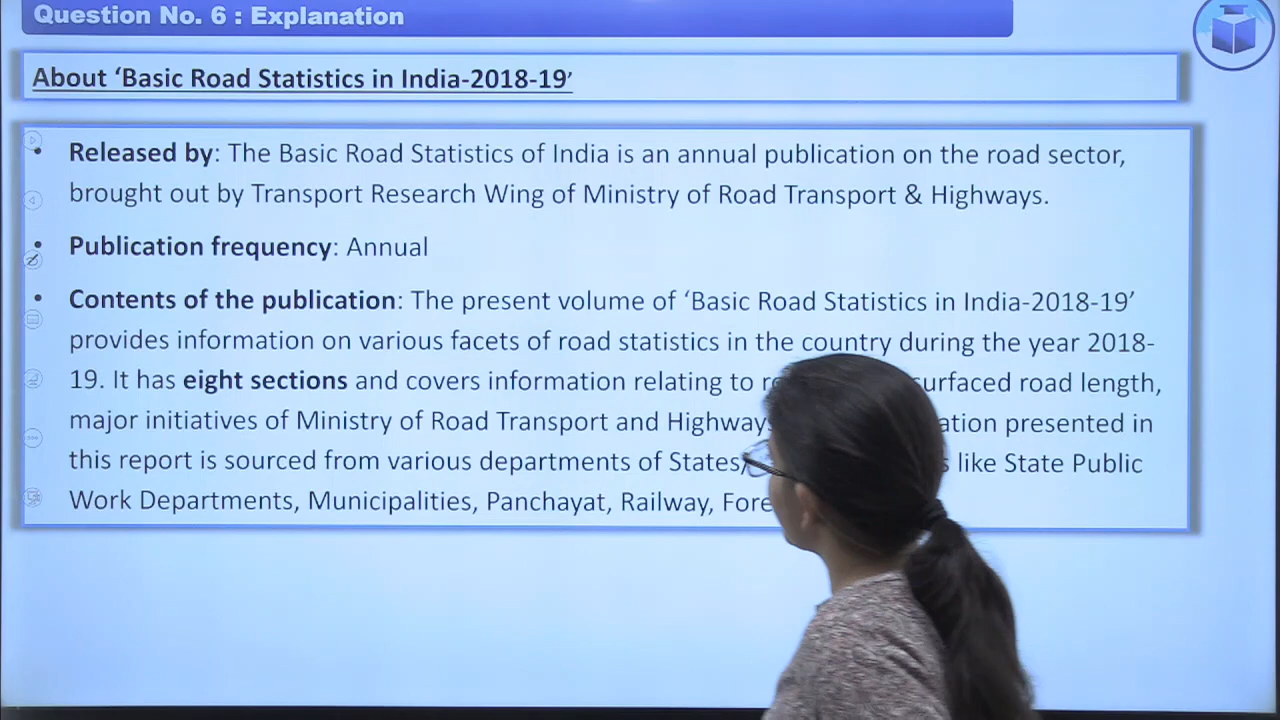 Question No. 6 : Explanation
About ‘Basic Road Statistics in India-2018-19’
• Released by: The Basic Road Statistics of India is an annual publication on the road sector,
brought out by Transport Research Wing of Ministry of Road Transport & Highways.
• Publication frequency: Annual
• Contents of the publication: The present volume of ‘Basic Road Statistics in India-2018-19’
provides information on various facets of road statistics in the country during the year 2018-
19. It has eight sections and covers information relating to surfaced road length,
major initiatives of Ministry of Road Transport and Highways presented in
this report is sourced from various departments of States/ like State Public
Work Departments, Municipalities, Panchayat, Railway,